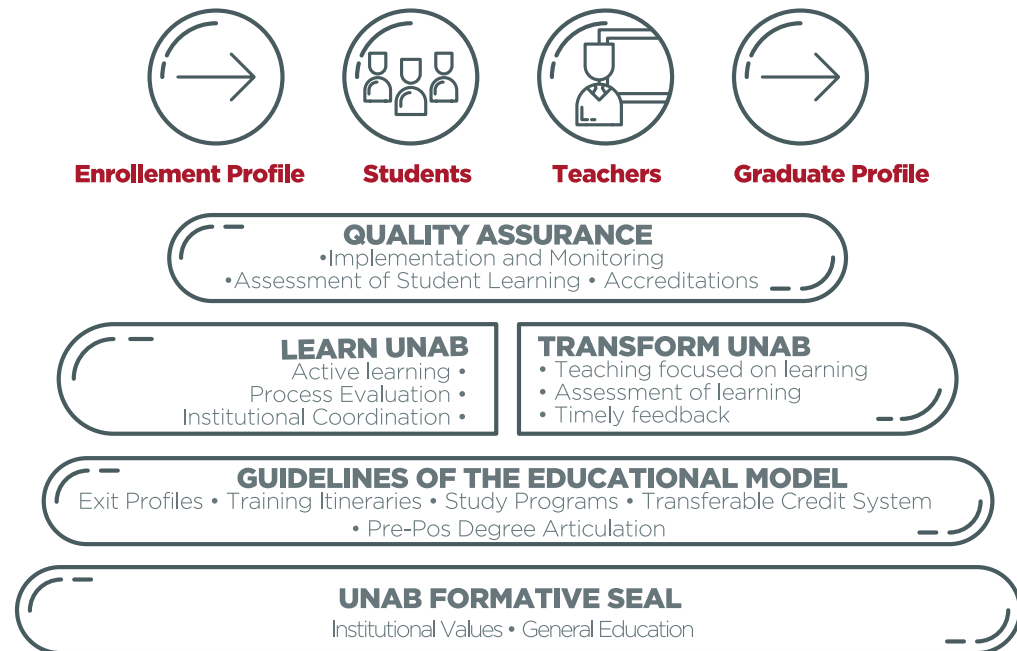 Enrollement Profile
Students
Teachers
Graduate Profile
QUALITY ASSURANCE
•Implementation and Monitoring
•Assessment of Student Learning • Accreditations
LEARN UNAB
Active learning •
Process Evaluation •
Institutional Coordination •
TRANSFORM UNAB
• Teaching focused on learning
• Assessment of learning
• Timely feedback
GUIDELINES OF THE EDUCATIONAL MODEL
Exit Profiles • Training Itineraries • Study Programs • Transferable Credit System
• Pre-Pos Degree Articulation
UNAB FORMATIVE SEAL
Institutional Values • General Education